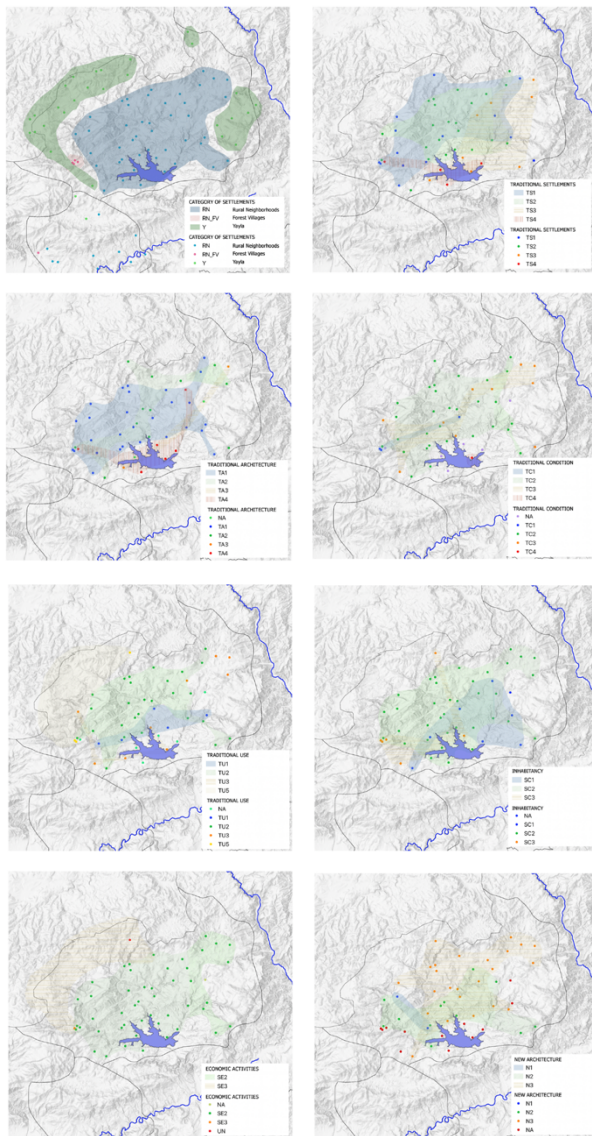 CATEGORY OF SETTLEMENTS
RN Rural Neighborhoods
RN_FV Forest Villages
Y Yayla
CATEGORY OF SETTLEMENTS
RN Rural Neighborhoods
RN_FV Forest Villages
Y Yayla
TRADITIONAL SETTLEMENTS
TS1
TS2
TS3
TS4
TRADITIONAL SETTLEMENTS
TS1
TS2
TS3
TS4
TRADITIONAL ARCHITECTURE
TA1
TA2
TA3
TA4
TRADITIONAL ARCHITECTURE
NA
TA1
TA2
TA3
TA4
TRADITIONAL CONDITION
TC1
TC2
TC3
TC4
TRADITIONAL CONDITION
NA
TC1
TC2
TC3
TC4
TRADITIONAL USE
TU1
TU2
TU3
TU5
TRADITIONAL USE
NA
TU1
TU2
TU3
TU5
INHABITANCY
SC1
SC2
SC3
INHABITANCY
NA
SC1
SC2
SC3
ECONOMIC ACTIVITIES
SE2
SE3
ECONOMIC ACTIVITIES
NA
SE2
SE3
UN
NEW ARCHITECTURE
N1
N2
N3
NEW ARCHITECTURE
N1
N2
N3
NA